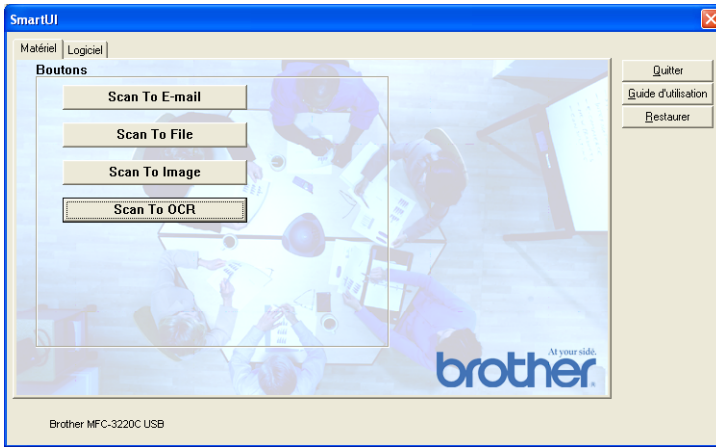 SmartUI
Matériel
Logiciel
Boutons
Scan To E-mail
Scan To File
Scan To Image
Scan To OCR
Quitter
Guide d'utilisation
Restaurer
At your side.
brother
Brother MFC-3220C USB